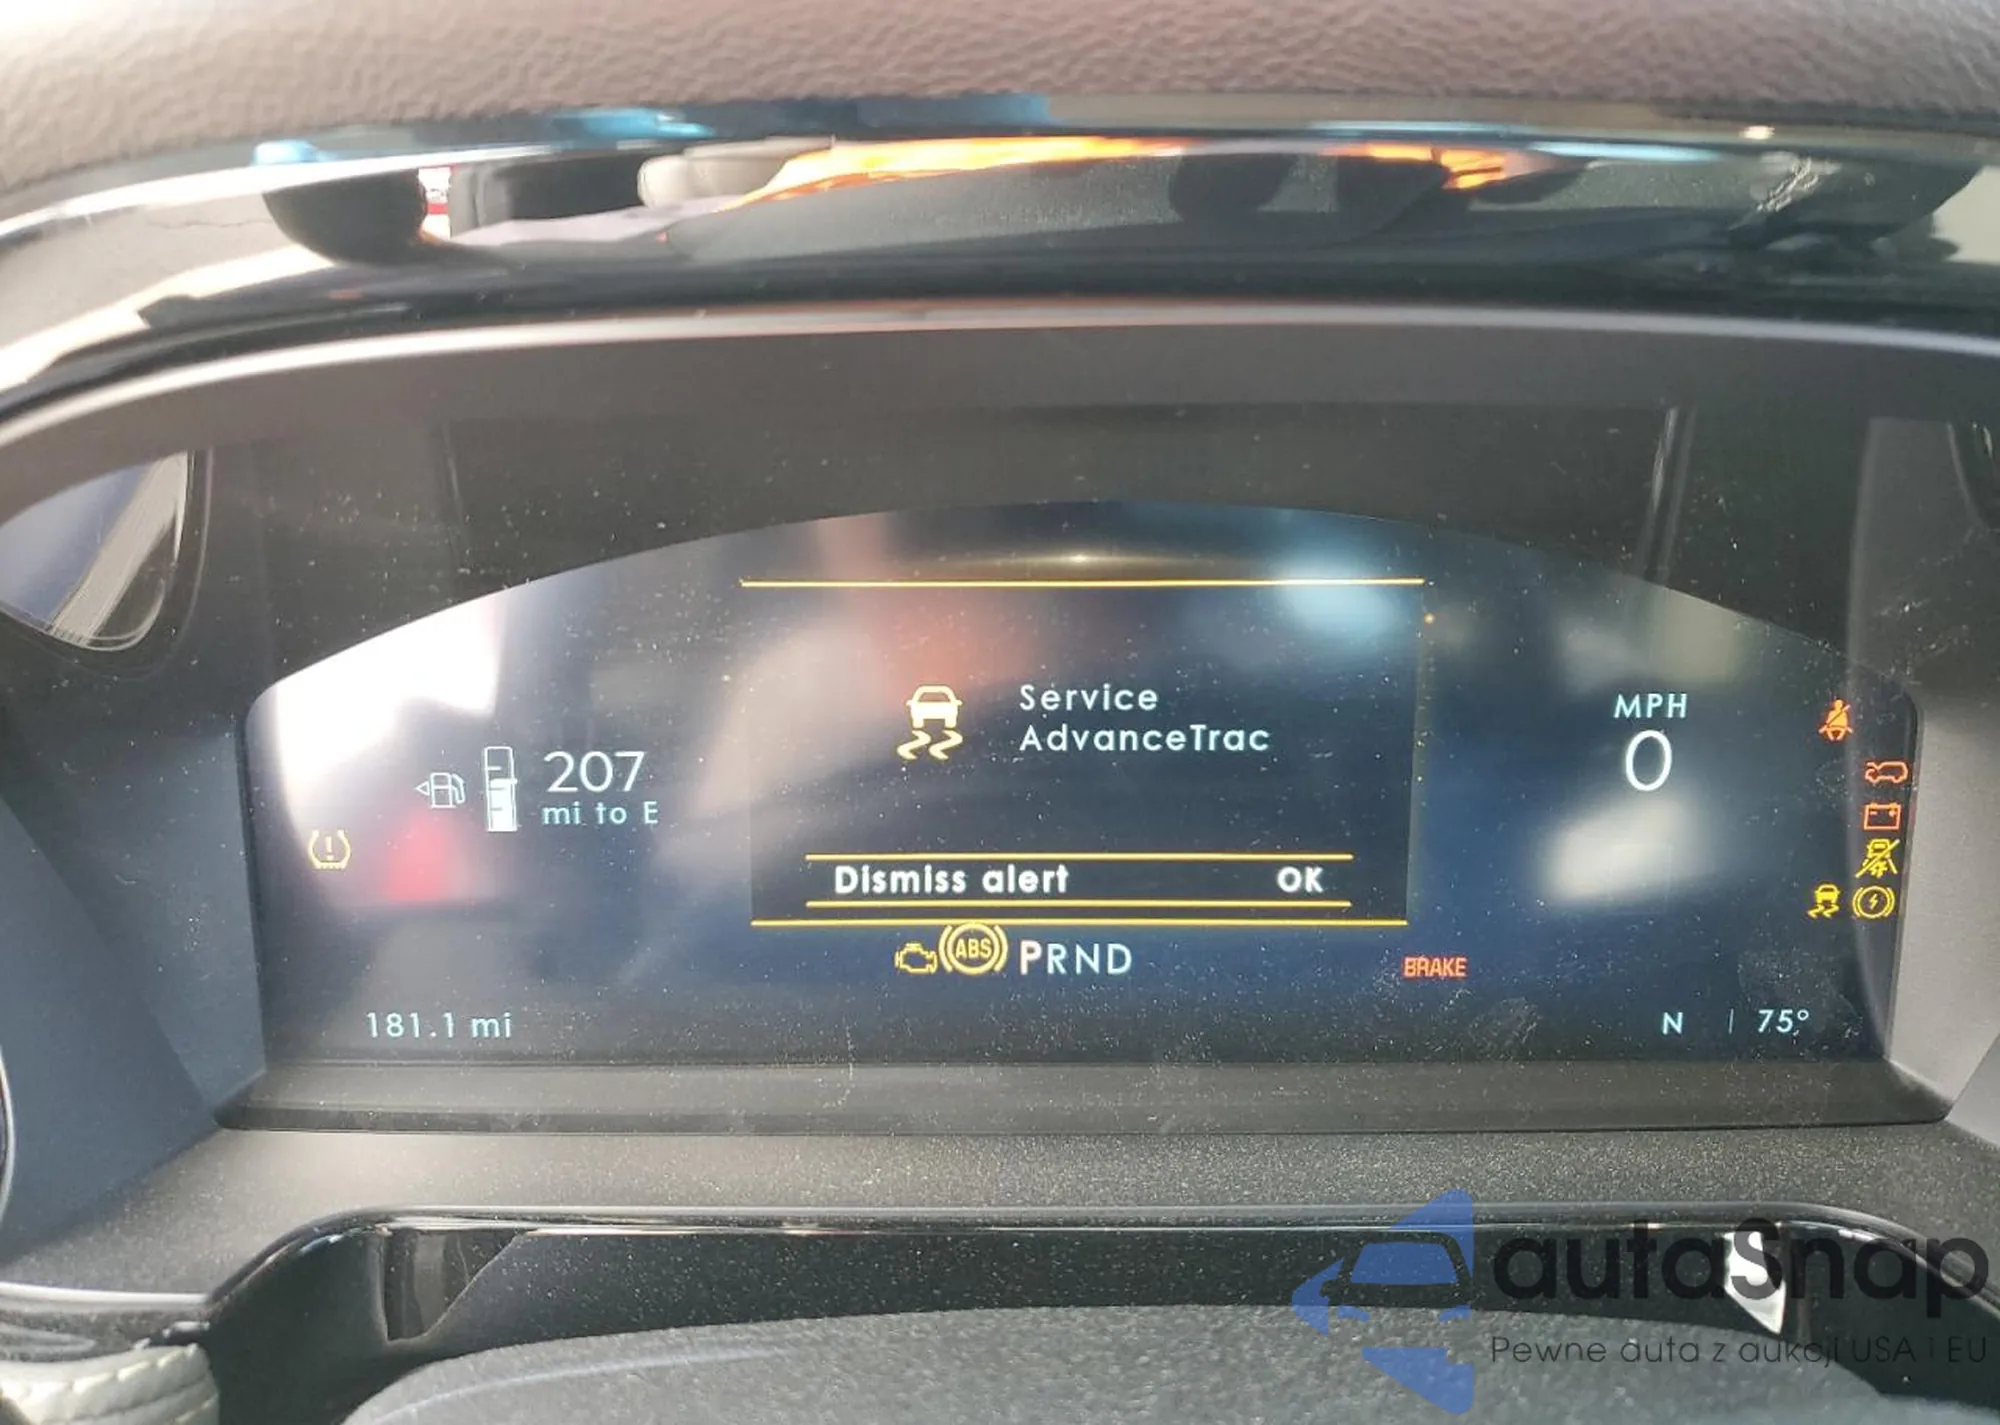 Service
AdvanceTrac
MPH
0
207
mi to E
Dismiss alert OK
ABS PRND
BRAKE
181.1 mi
N 75°
autaSnap
Pewne auta z aukcji USA i EU